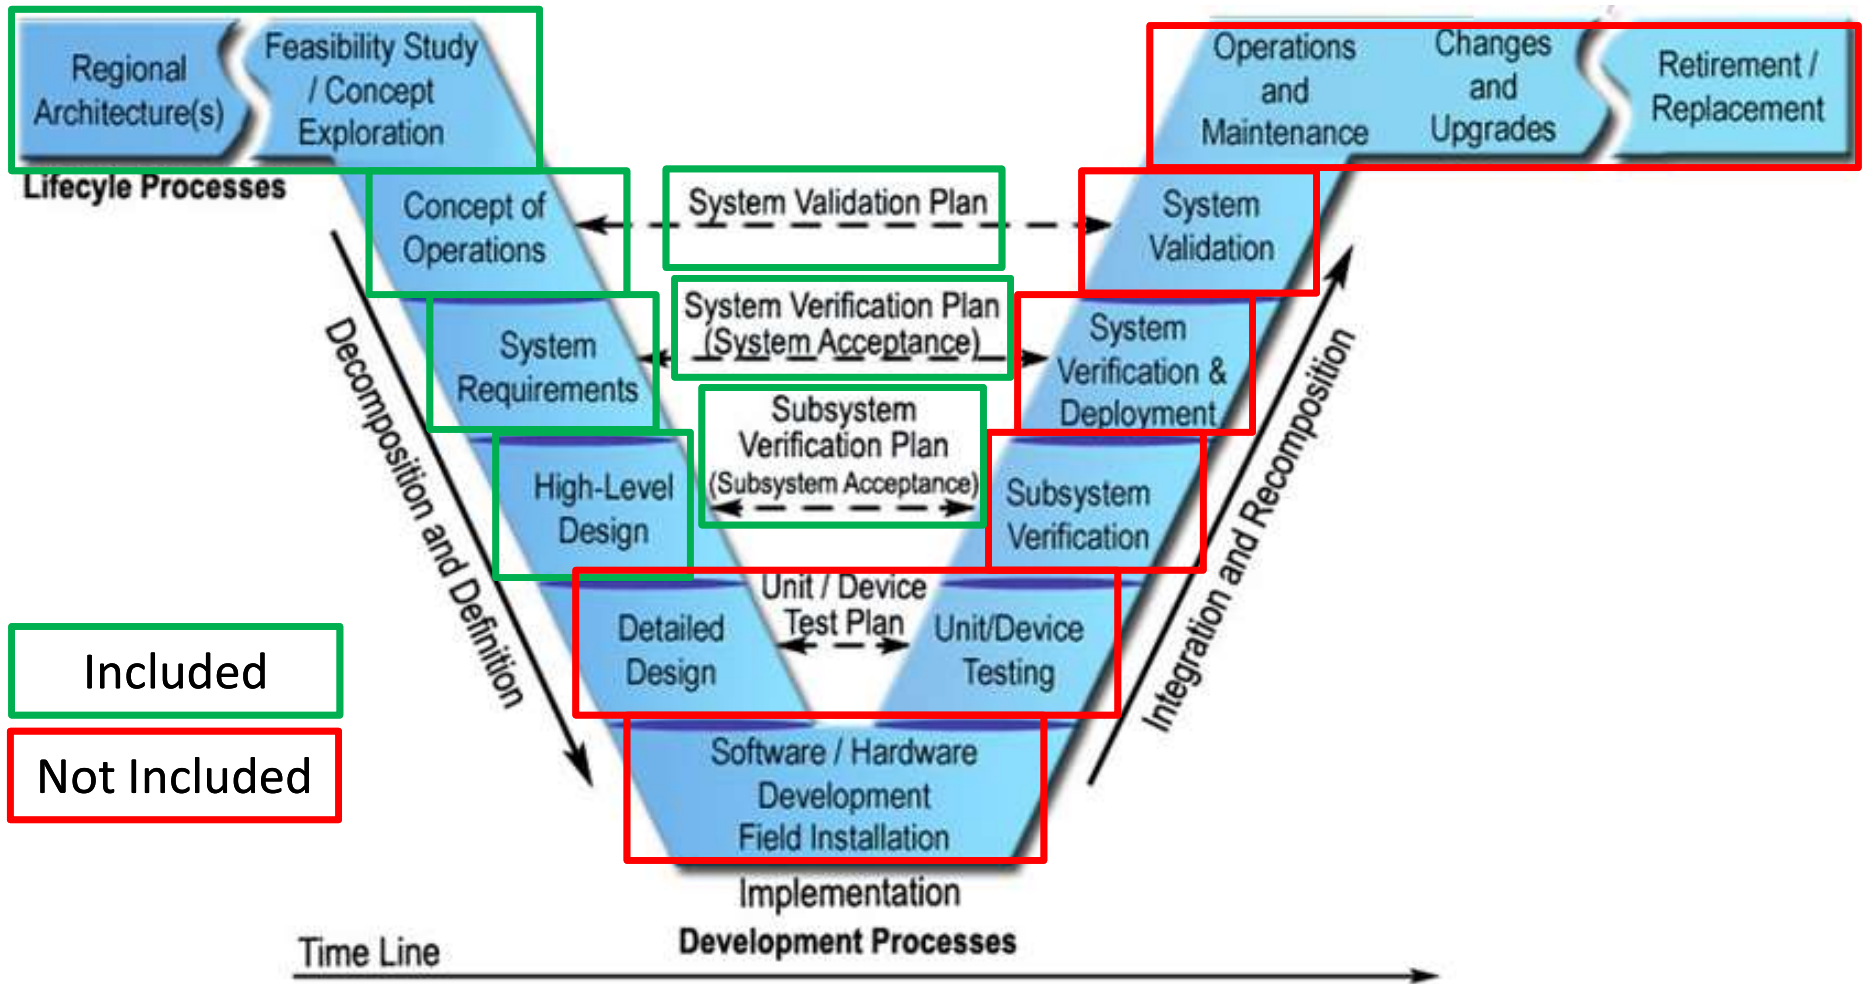 Regional
Architecture(s)
Feasibility Study
/ Concept
Exploration
Operations
and
Maintenance
Changes
and
Upgrades
Retirement /
Replacement
Lifecyle Processes
Concept of
Operations
System Validation Plan
System
Validation
System
Requirements
System Verification Plan
(System Acceptance)
System
Verification &
Deployment
High-Level
Design
Subsystem
Verification Plan
(Subsystem Acceptance)
Subsystem
Verification
Decomposition and Definition
Integration and Recomposition
Detailed
Design
Unit / Device
Test Plan
Unit/Device
Testing
Included
Not Included
Software / Hardware
Development
Field Installation
Implementation
Development Processes
Time Line